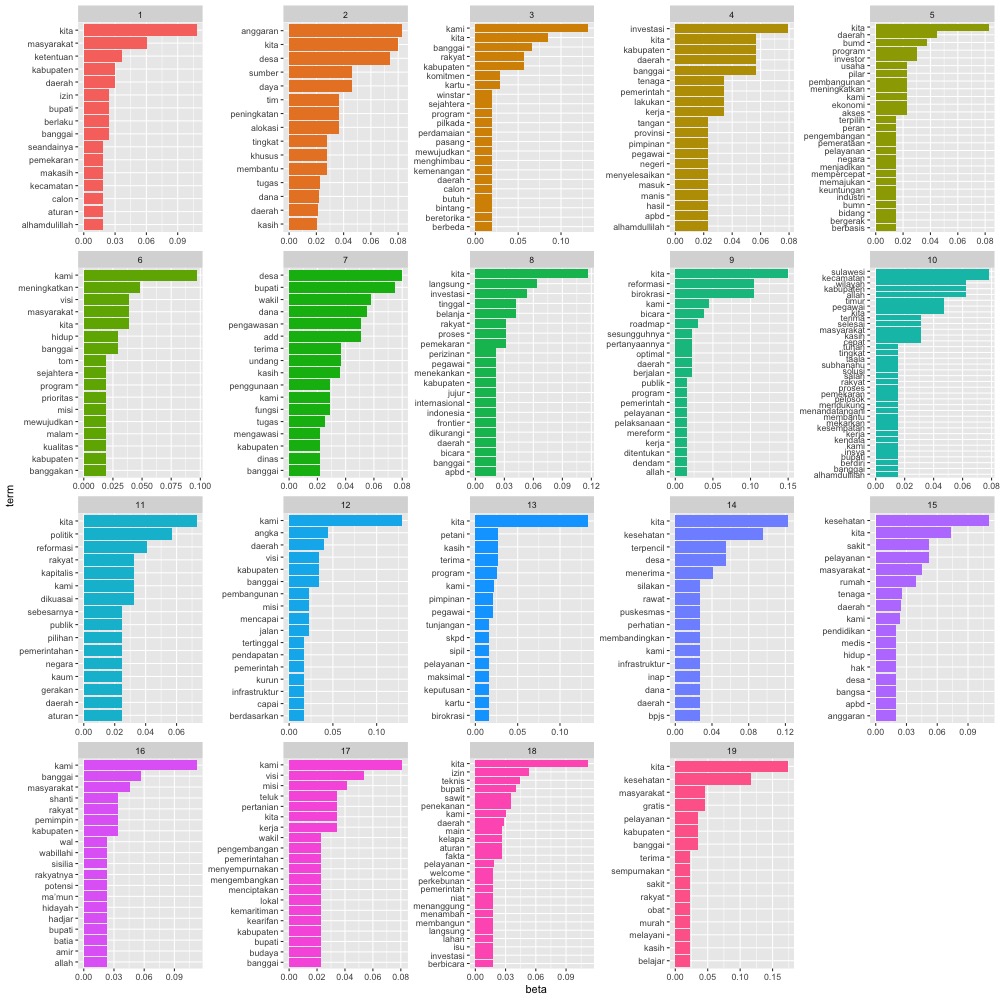 1
kita
masyarakat
ketentuan
kabupaten
daerah
izin
bupati
berlaku
banggai
seandainya
pemekaran
makasih
kecamatan
calon
aturan
alhamdulillah
0.00 0.03 0.06 0.09
2
anggaran
kita
desa
sumber
daya
tim
peningkatan
alokasi
tingkat
khusus
membantu
tugas
dana
daerah
kasih
0.00 0.02 0.04 0.06 0.08
3
kami
kita
banggai
rakyat
kabupaten
komitmen
kartu
winstar
sejahtera
program
pilkada
perdamaian
pasang
mewujudkan
menghimbau
kemenangan
daerah
calon
butuh
bintang
beretorika
berbeda
0.00 0.05 0.10
4
investasi
kita
kabupaten
daerah
banggai
tenaga
pemerintah
lakukan
kerja
tangan
provinsi
pimpinan
pegawai
negeri
menyelesaikan
masuk
manis
hasil
apbd
alhamdulillah
0.00 0.02 0.04 0.06 0.08
5
kita
daerah
bumd
program
investor
usaha
pilar
pembangunan
meningkatkan
kami
ekonomi
akses
terpilih
peran
pengembangan
pemerataan
pelayanan
negara
menjadikan
mempercepat
memajukan
keuntungan
industri
bumn
bidang
bergerak
berbasis
0.00 0.02 0.04 0.06 0.08
6
kami
meningkatkan
visi
masyarakat
kita
hidup
banggai
tom
sejahtera
program
prioritas
misi
mewujudkan
malam
kualitas
kabupaten
banggakan
0.000 0.025 0.050 0.075 0.100
7
desa
bupati
wakil
dana
pengawasan
add
terima
undang
kasih
penggunaan
kami
fungsi
tugas
mengawasi
kabupaten
dinas
banggai
0.00 0.02 0.04 0.06 0.08
8
kita
langsung
investasi
tinggal
belanja
rakyat
proses
pemekaran
perizinan
pegawai
menekankan
kabupaten
jujur
internasional
indonesia
frontier
dikurangi
daerah
bicara
banggai
apbd
0.00 0.03 0.06 0.09 0.12
9
kita
reformasi
birokrasi
kami
bicara
roadmap
sesungguhnya
pertanyaannya
optimal
daerah
berjalan
publik
program
pemerintah
pelayanan
pelaksanaan
mereform
kerja
ditentukan
dendam
allah
0.00 0.05 0.10 0.15
10
sulawesi
kecamatan
wilayah
kabupaten
allah
timur
pegawai
kita
terima
selesai
masyarakat
kasih
cepat
tuhan
tingkat
taala
subhanahu
solusi
salah
rakyat
proses
pemekaran
pelosok
mendukung
menandatangani
membantu
mekarkan
kesempatan
kerja
kendala
kami
insya
bupati
berdiri
banggai
alhamdulillah
0.00 0.02 0.04 0.06 0.08
term
11
kita
politik
reformasi
rakyat
kapitalis
kami
dikuasai
sebesarnya
publik
pilihan
pemerintahan
negara
kaum
gerakan
daerah
aturan
0.00 0.02 0.04 0.06
12
kami
angka
daerah
visi
kabupaten
banggai
pembangunan
misi
mencapai
jalan
tertinggal
pendapatan
pemerintah
kurun
infrastruktur
capai
berdasarkan
0.00 0.05 0.10
13
kita
petani
kasih
terima
program
kami
pimpinan
pegawai
tunjangan
skpd
sipil
pelayanan
maksimal
keputusan
kartu
birokrasi
0.00 0.05 0.10
14
kita
kesehatan
terpencil
desa
menerima
silakan
rawat
puskesmas
perhatian
membandingkan
kami
infrastruktur
inap
dana
daerah
bpjs
0.00 0.04 0.08 0.12
15
kesehatan
kita
sakit
pelayanan
masyarakat
rumah
tenaga
daerah
kami
pendidikan
medis
hidup
hak
desa
bangsa
apbd
anggaran
0.00 0.03 0.06 0.09
16
kami
banggai
masyarakat
shanti
rakyat
pemimpin
kabupaten
wal
wabillahi
sisilia
rakyatnya
potensi
ma'mun
hidayah
hadjar
bupati
batia
amir
allah
0.00 0.03 0.06 0.09
17
kami
visi
misi
teluk
pertanian
kita
kerja
wakil
pengembangan
pemerintahan
menyempurnakan
mengembangkan
menciptakan
lokal
kemaritiman
kearifan
kabupaten
bupati
budaya
banggai
0.00 0.02 0.04 0.06 0.08
18
kita
izin
teknis
bupati
sawit
penekanan
kami
daerah
main
kelapa
aturan
fakta
pelayanan
welcome
perkebunan
pemerintah
niat
menanggung
menambah
membangun
langsung
lahan
isu
investasi
berbicara
0.00 0.03 0.06 0.09
19
kita
kesehatan
masyarakat
gratis
pelayanan
kabupaten
banggai
terima
sempurnakan
sakit
rakyat
obat
murah
melayani
kasih
belajar
0.00 0.05 0.10 0.15
beta